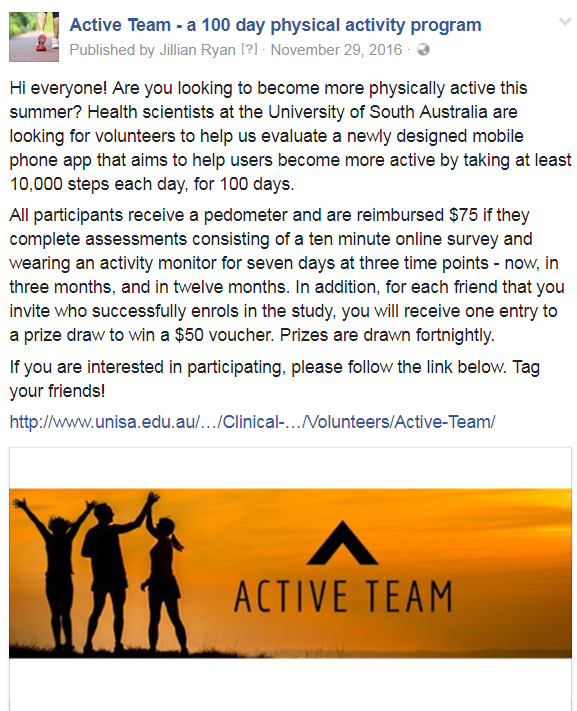 Active Team - a 100 day physical activity program
Published by Jillian Ryan [?] · November 29, 2016 ·
Hi everyone! Are you looking to become more physically active this
summer? Health scientists at the University of South Australia are
looking for volunteers to help us evaluate a newly designed mobile
phone app that aims to help users become more active by taking at least
10,000 steps each day, for 100 days.
All participants receive a pedometer and are reimbursed $75 if they
complete assessments consisting of a ten minute online survey and
wearing an activity monitor for seven days at three time points - now, in
three months, and in twelve months. In addition, for each friend that you
invite who successfully enrols in the study, you will receive one entry to
a prize draw to win a $50 voucher. Prizes are drawn fortnightly.
If you are interested in participating, please follow the link below. Tag
your friends!
http://www.unisa.edu.au/…/Clinical-…/Volunteers/Active-Team/
ACTIVE TEAM